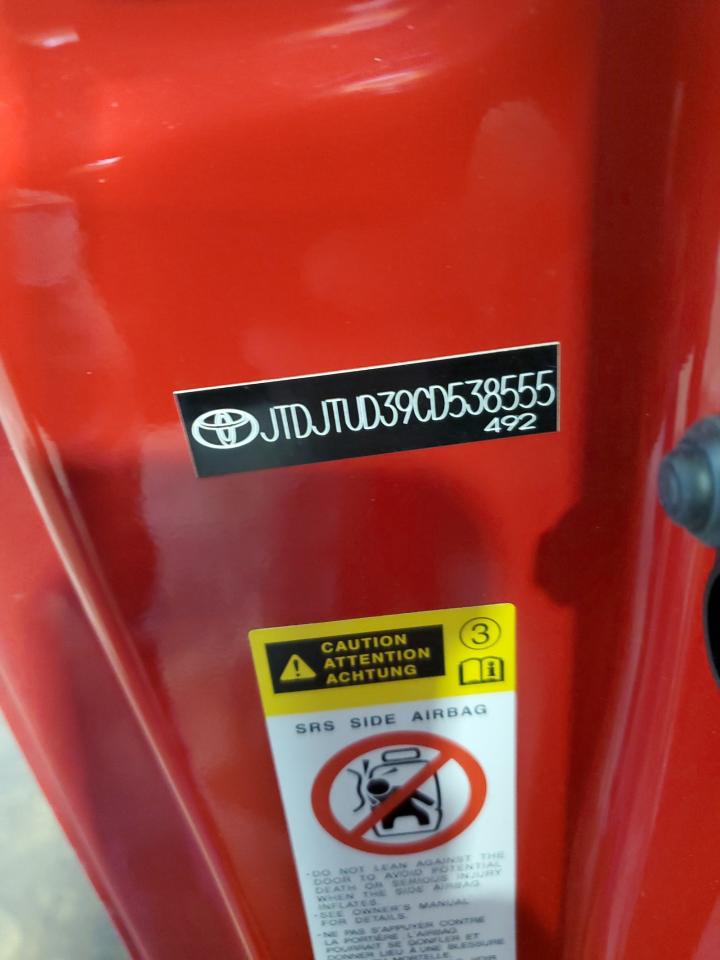 JTDJTUD39CD538555
492
CAUTION
ATTENTION
ACHTUNG
3
SRS SIDE AIRBAG
·DO NOT LEAN AGAINST THE
DOOR TO AVOID POTENTIAL
DEATH OR SERIOUS INJURY
WHEN THE SIDE AIRBAG
INFLATES.
·SEE OWNER'S MANUAL
FOR DETAILS.
·NE PAS S'APPUYER CONTRE
LA PORTIÈRE. L'AIRBAG
POURRAIT SE GONFLER ET
DONNER LIEU À UNE BLESSURE
MORTELLE.
VOIR